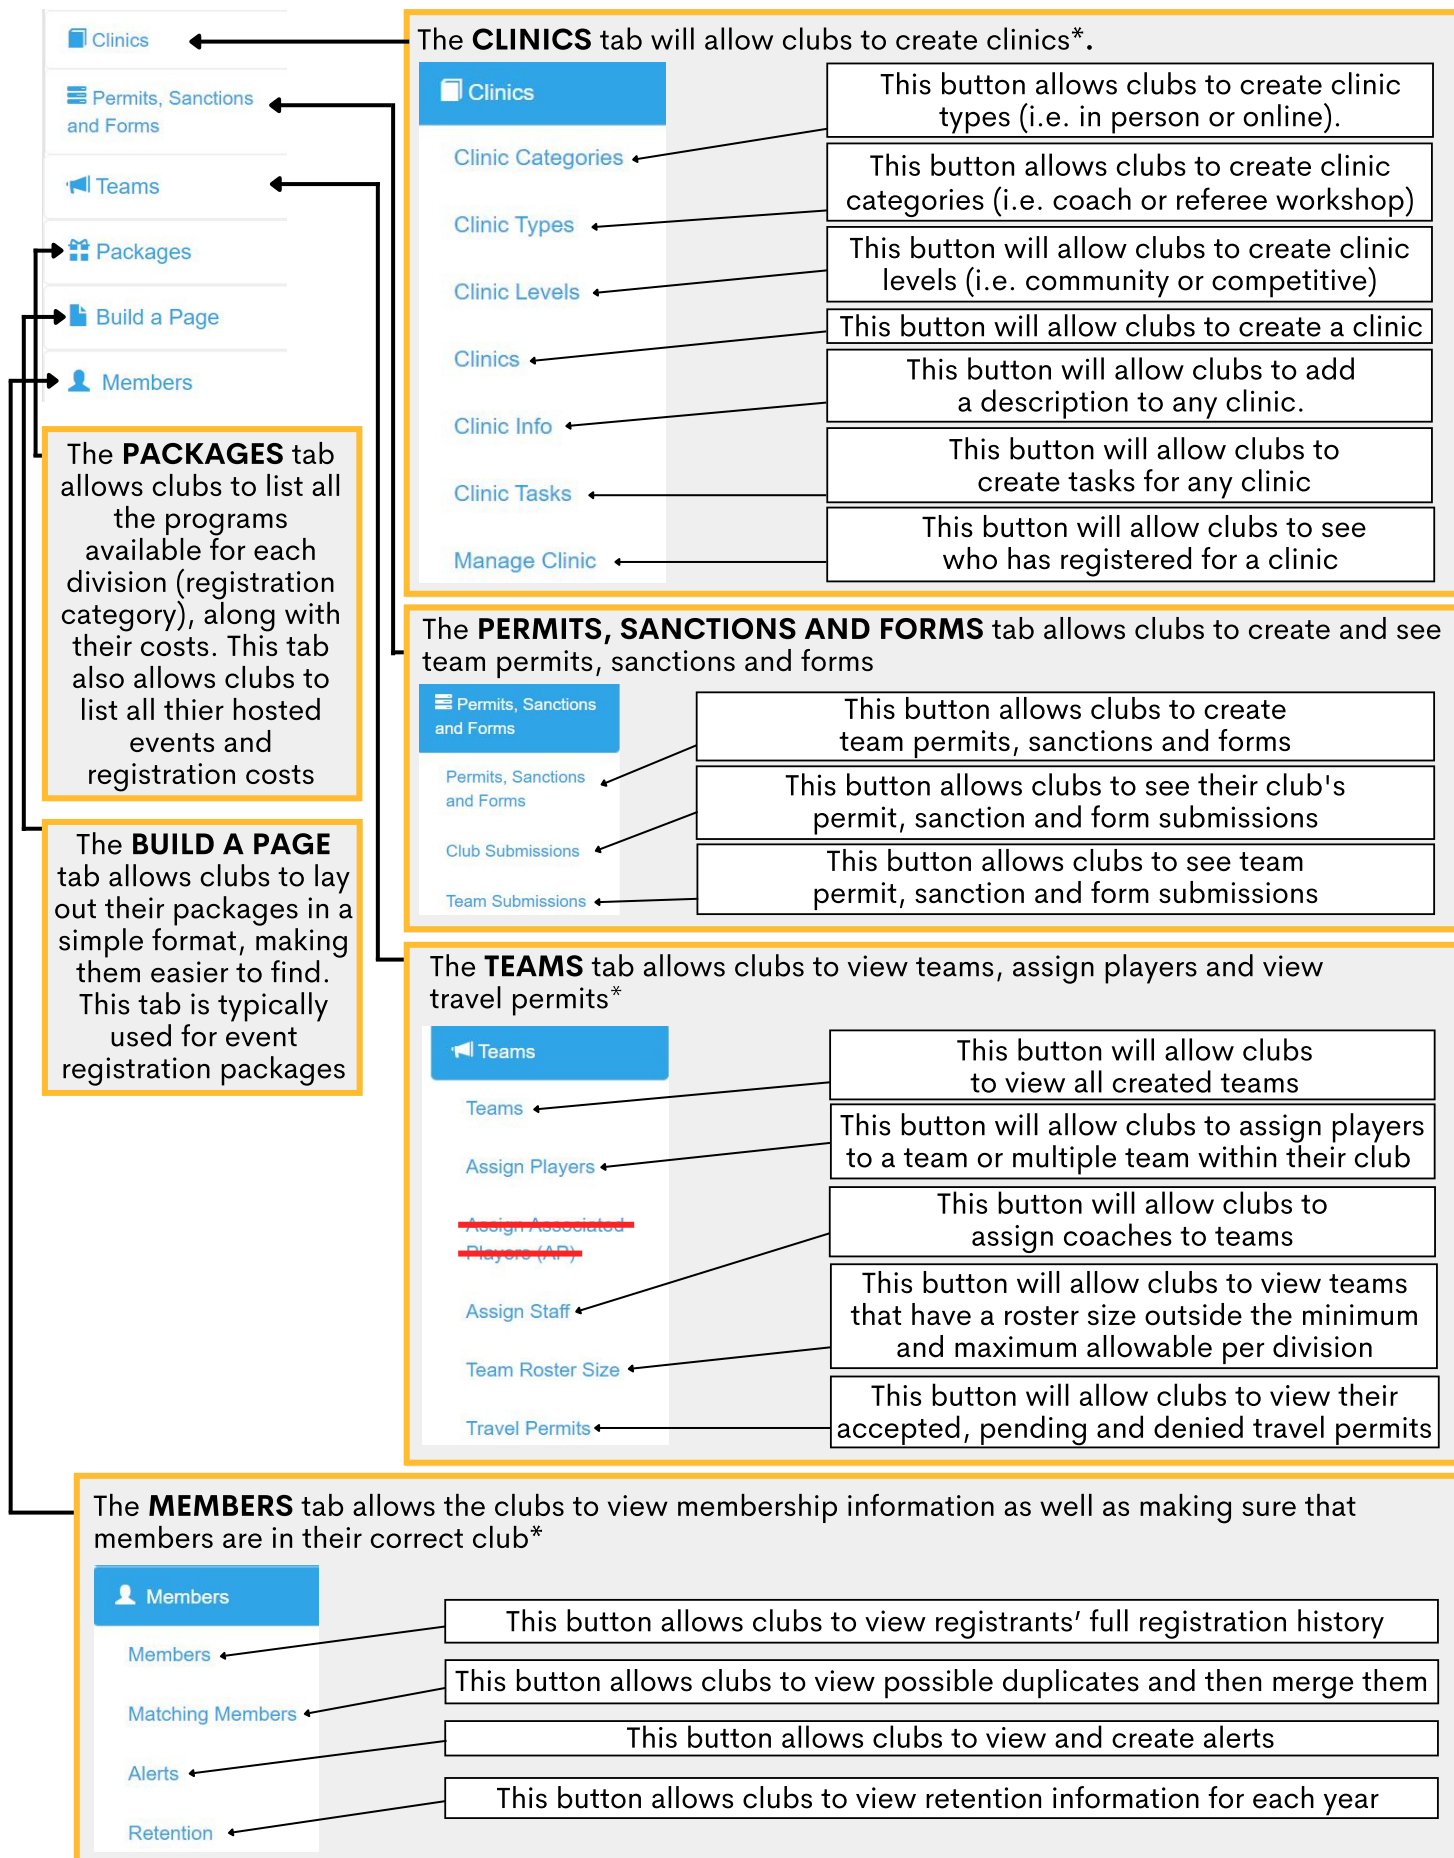 Clinics
Permits, Sanctions
and Forms
Teams
Packages
Build a Page
Members
The CLINICS tab will allow clubs to create clinics*.
Clinics
Clinic Categories
Clinic Types
Clinic Levels
Clinics
Clinic Info
Clinic Tasks
Manage Clinic
This button allows clubs to create clinic
types (i.e. in person or online).
This button allows clubs to create clinic
categories (i.e. coach or referee workshop)
This button will allow clubs to create clinic
levels (i.e. community or competitive)
This button will allow clubs to create a clinic
This button will allow clubs to add
a description to any clinic.
This button will allow clubs to
create tasks for any clinic
This button will allow clubs to see
who has registered for a clinic
The PACKAGES tab
allows clubs to list all
the programs
available for each
division (registration
category), along with
their costs. This tab
also allows clubs to
list all thier hosted
events and
registration costs
The BUILD A PAGE
tab allows clubs to lay
out their packages in a
simple format, making
them easier to find.
This tab is typically
used for event
registration packages
The PERMITS, SANCTIONS AND FORMS tab allows clubs to create and see
team permits, sanctions and forms
Permits, Sanctions
and Forms
Permits, Sanctions
and Forms
Club Submissions
Team Submissions
This button allows clubs to create
team permits, sanctions and forms
This button allows clubs to see their club's
permit, sanction and form submissions
This button allows clubs to see team
permit, sanction and form submissions
The TEAMS tab allows clubs to view teams, assign players and view
travel permits*
Teams
Teams
Assign Players
Assign Associated
Players (AP)
Assign Staff
Team Roster Size
Travel Permits
This button will allow clubs
to view all created teams
This button will allow clubs to assign players
to a team or multiple team within their club
This button will allow clubs to
assign coaches to teams
This button will allow clubs to view teams
that have a roster size outside the minimum
and maximum allowable per division
This button will allow clubs to view their
accepted, pending and denied travel permits
The MEMBERS tab allows the clubs to view membership information as well as making sure that
members are in their correct club*
Members
Members
Matching Members
Alerts
Retention
This button allows clubs to view registrants' full registration history
This button allows clubs to view possible duplicates and then merge them
This button allows clubs to view and create alerts
This button allows clubs to view retention information for each year